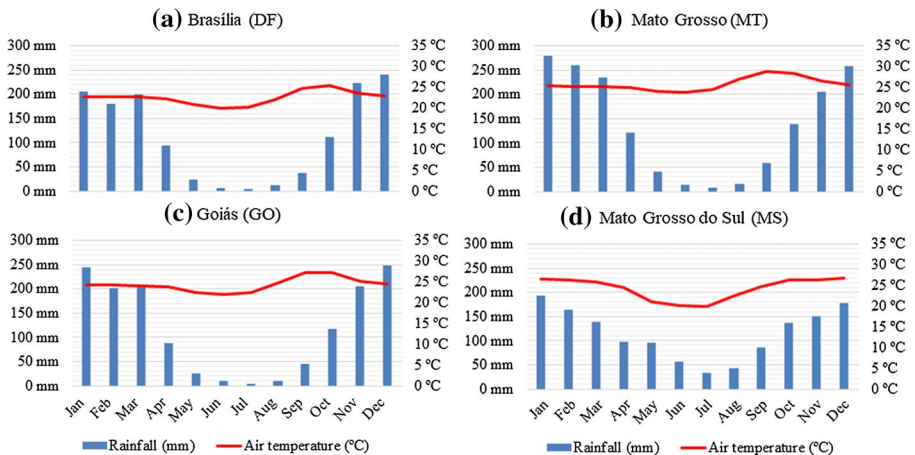 (a) Brasília (DF)
300 mm
250 mm
200 mm
150 mm
100 mm
50 mm
0 mm
35 ºC
30 ºC
25 ºC
20 ºC
15 ºC
10 ºC
5 ºC
0 ºC
(b) Mato Grosso (MT)
300 mm
250 mm
200 mm
150 mm
100 mm
50 mm
0 mm
35 ºC
30 ºC
25 ºC
20 ºC
15 ºC
10 ºC
5 ºC
0 ºC
(c) Goiás (GO)
300 mm
250 mm
200 mm
150 mm
100 mm
50 mm
0 mm
35 ºC
30 ºC
25 ºC
20 ºC
15 ºC
10 ºC
5 ºC
0 ºC
Jan Feb Mar Apr May Jun Jul Aug Sep Oct Nov Dec
Rainfall (mm) Air temperature (ºC)
(d) Mato Grosso do Sul (MS)
300 mm
250 mm
200 mm
150 mm
100 mm
50 mm
0 mm
35 ºC
30 ºC
25 ºC
20 ºC
15 ºC
10 ºC
5 ºC
0 ºC
Jan Feb Mar Apr May Jun Jul Aug Sep Oct Nov Dec
Rainfall (mm) Air temperature (ºC)